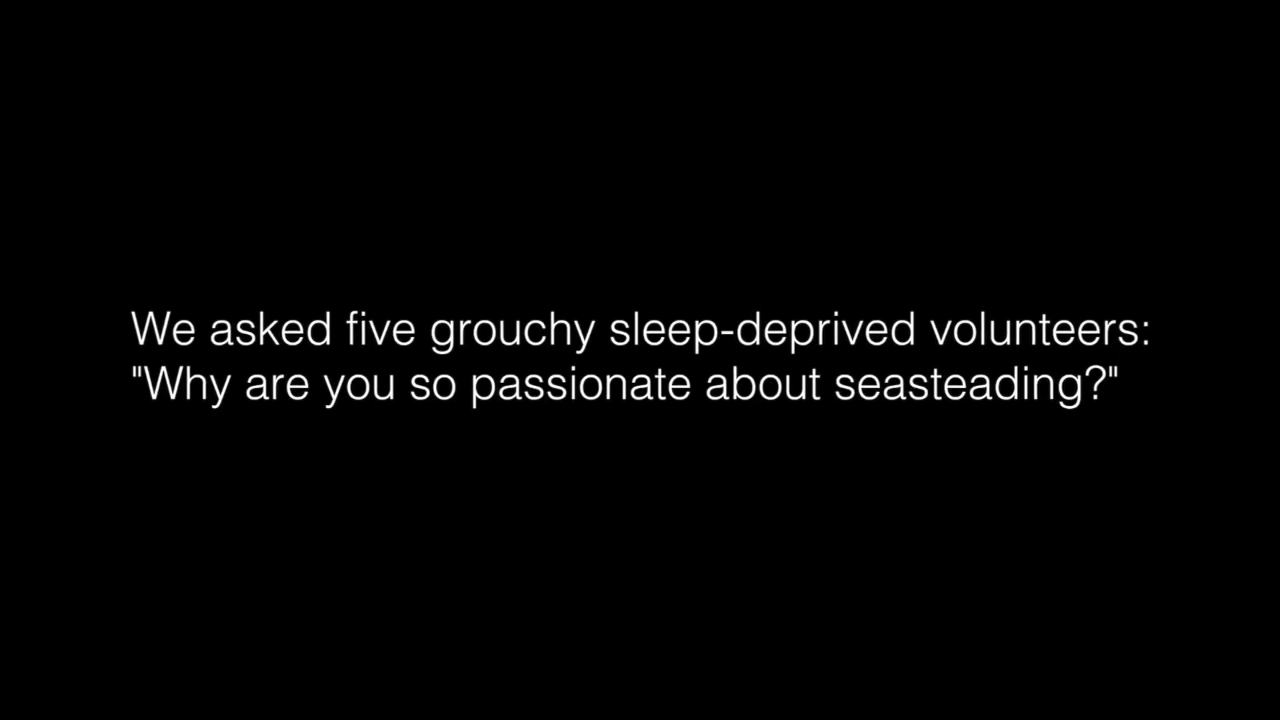 We asked five grouchy sleep-deprived volunteers:
"Why are you so passionate about seasteading?"